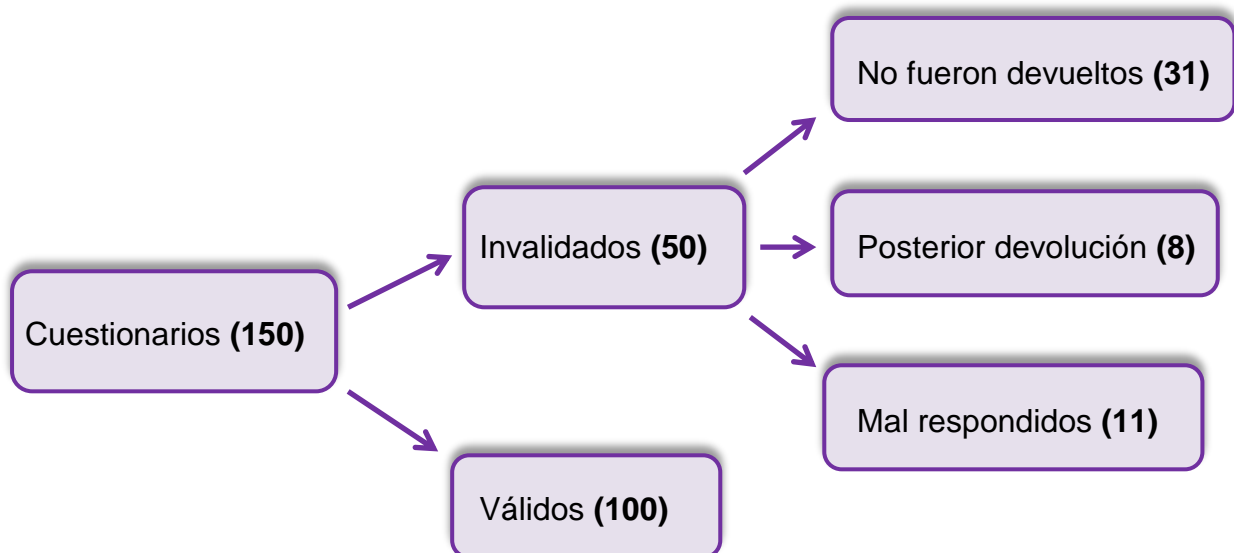 No fueron devueltos (31)
Invalidados (50)
Posterior devolución (8)
Cuestionarios (150)
Mal respondidos (11)
Válidos (100)